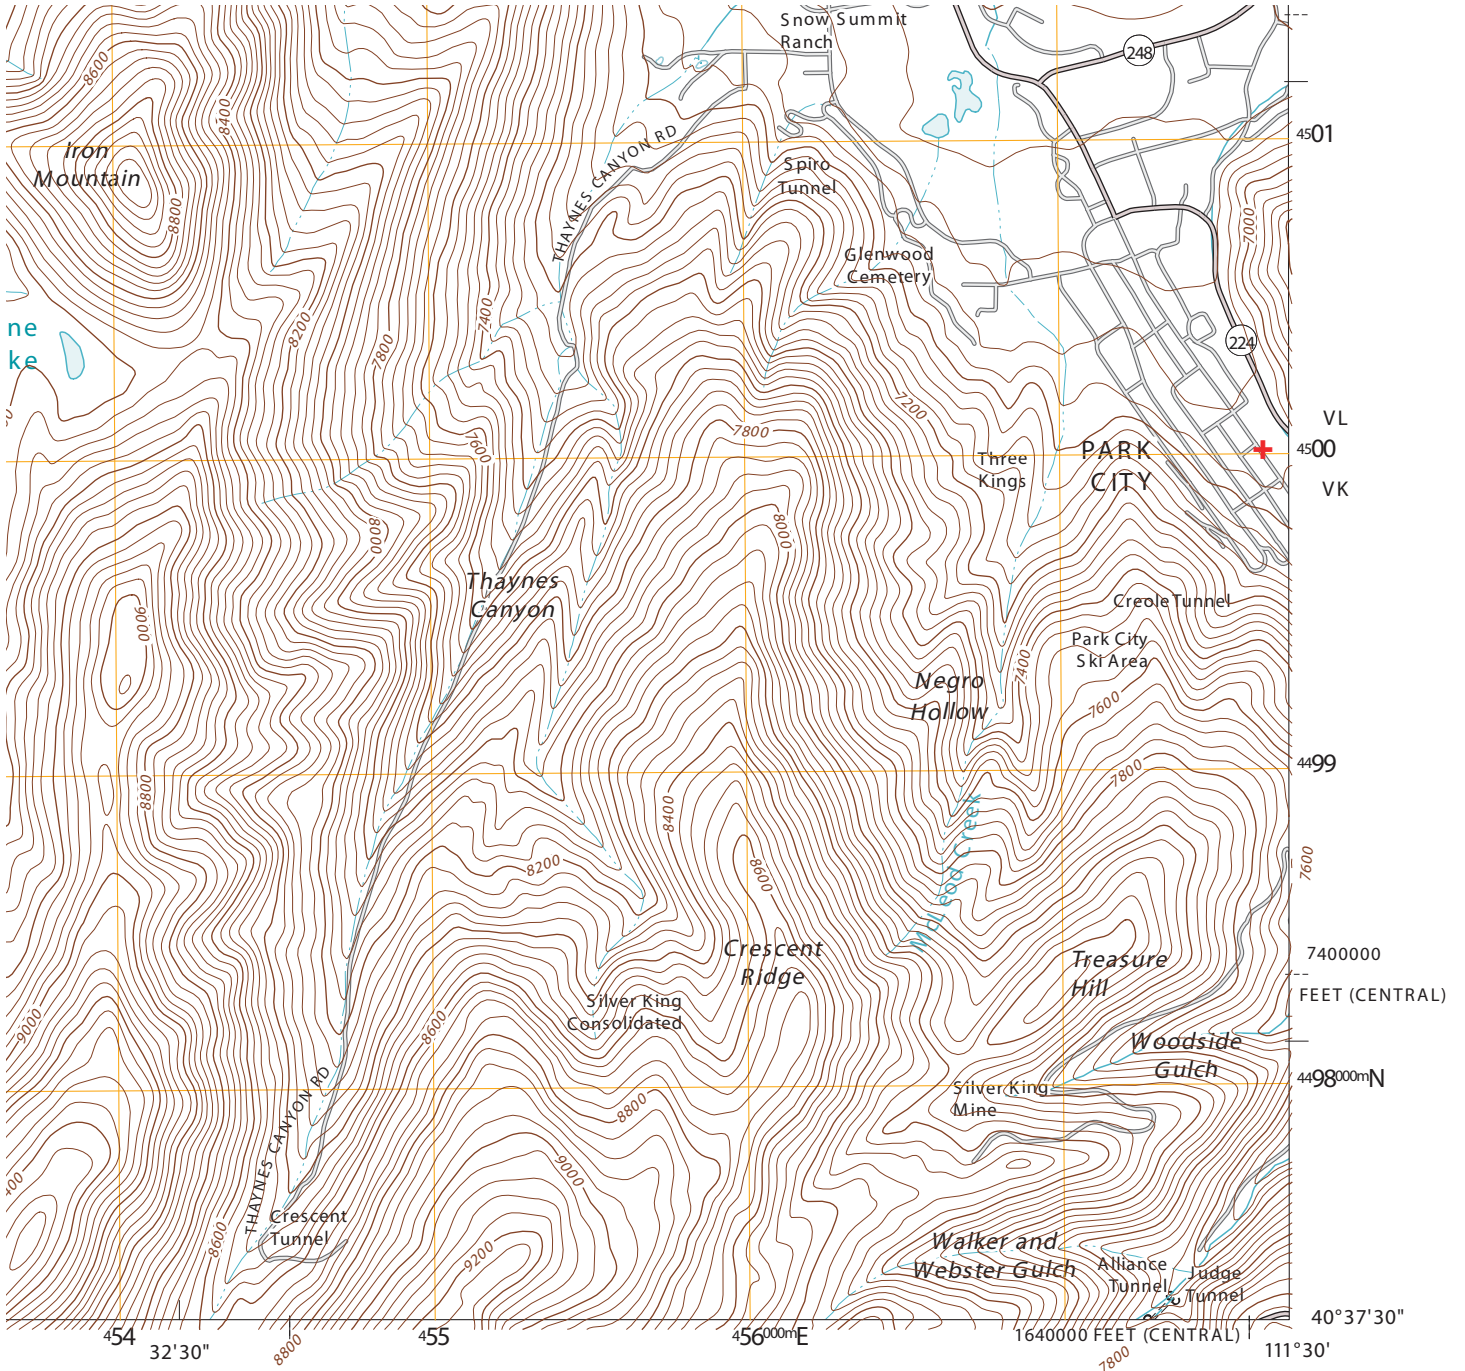 Snow Summit
Ranch
248
8600
8400
4501
Iron
Mountain
THAYNES CANYON RD
Spiro
Tunnel
8800
7000
Glenwood
Cemetery
ne
ke
8200
7400
7800
224
7200
VL
7800
7600
Three
Kings
PARK
CITY
4500
VK
8000
8000
Thaynes
Canyon
9000
Creole Tunnel
Park City
Ski Area
7400
Negro
Hollow
7600
4499
8800
7800
8400
8200
8600
McLeod Creek
7600
Crescent
Ridge
Treasure
Hill
7400000
FEET (CENTRAL)
9000
8600
Silver King
Consolidated
Woodside
Gulch
4498000mN
THAYNES CANYON RD
8800
Silver King
Mine
9000
400
Crescent
Tunnel
8600
9200
Walker and
Webster Gulch
Alliance
Tunnel
Judge
Tunnel
40°37'30"
454
455
456000mE
1640000 FEET (CENTRAL)
32'30"
8800
7800
111°30'